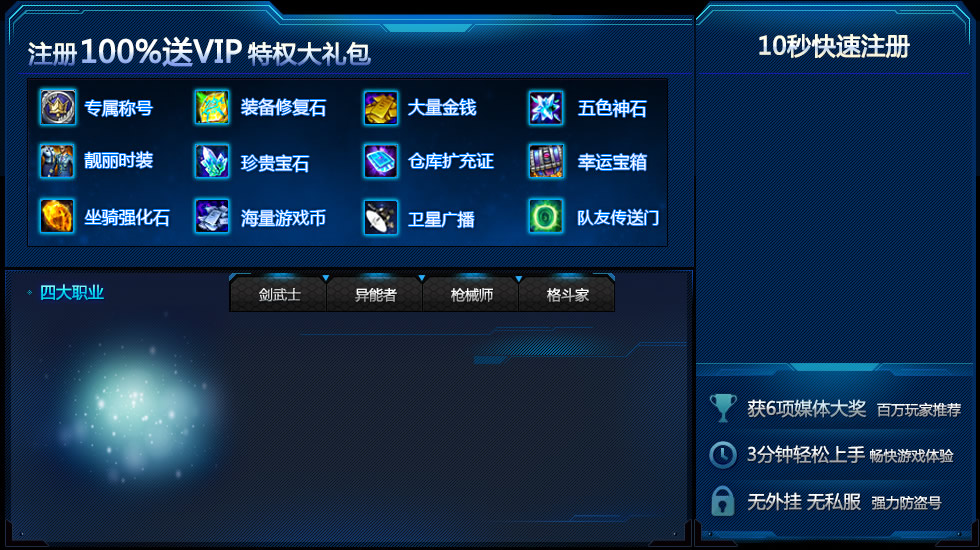 注册100%送VIP 特权大礼包
专属称号 装备修复石 大量金钱 五色神石
靓丽时装 珍贵宝石 仓库扩充证 幸运宝箱
坐骑强化石 海量游戏币 卫星广播 队友传送门
四大职业
剑武士 异能者 枪械师 格斗家
10秒快速注册
获6项媒体大奖 百万玩家推荐
3分钟轻松上手 畅快游戏体验
无外挂 无私服 强力防盗号